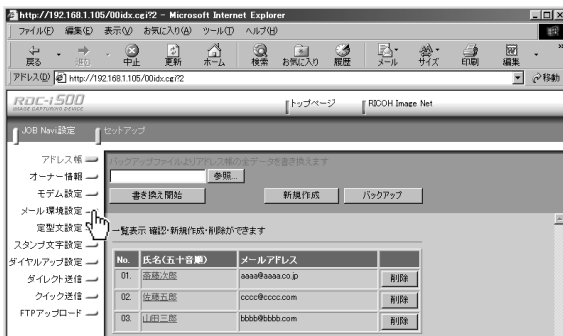 http://192.168.1.105/00idx.cgi?2 - Microsoft Internet Explorer
ファイル(F) 編集(E) 表示(V) お気に入り(A) ツール(T) ヘルプ(H)
戻る 進む 中止 更新 ホーム 検索 お気に入り 履歴 メール サイズ 印刷 編集
アドレス(D) http://192.168.1.105/00idx.cgi?2 移動
RDC-i500
IMAGE CAPTURING DEVICE
トップページ RICOH Image Net
JOB Navi設定 セットアップ
アドレス帳
オーナー情報
モデム設定
メール環境設定
定型文設定
スタンプ文字設定
ダイヤルアップ設定
ダイレクト送信
クイック送信
FTPアップロード
バックアップファイルよりアドレス帳の全データを書き換えます
参照...
書き換え開始 新規作成 バックアップ
一覧表示 確認・新規作成・削除ができます
No. 氏名(五十音順) メールアドレス
01. 斎藤次郎 aaaa@aaaa.co.jp 削除
02. 佐藤五郎 cccc@cccc.com 削除
03. 山田三郎 bbbb@bbbb.com 削除